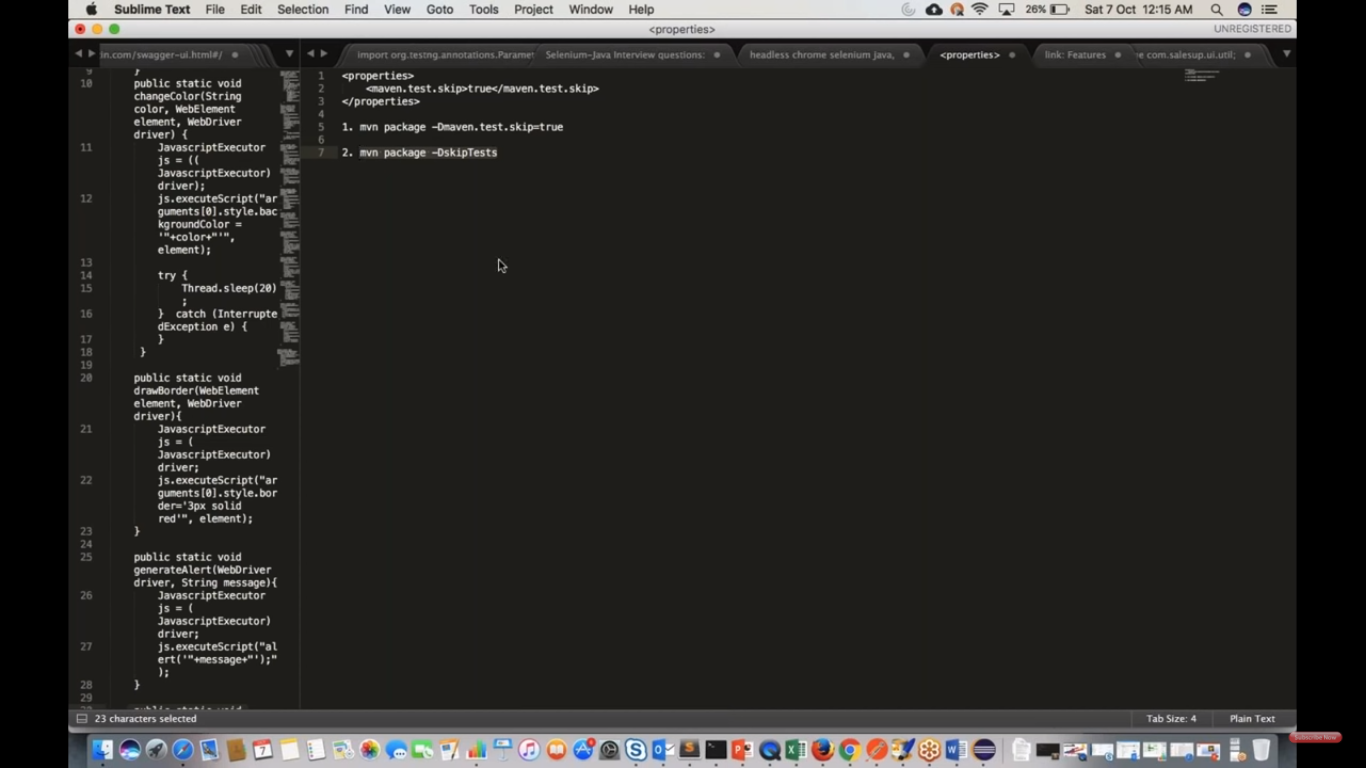 Sublime Text File Edit Selection Find View Goto Tools Project Window Help 26% Sat 7 Oct 12:15 AM
<properties> UNREGISTERED
in.com/swagger-ui.html#/ import org.testng.annotations.Parame Selenium-Java Interview questions: headless chrome selenium java, <properties> link: Features com.salesup.ui.util;
9 }
10 public static void
changeColor(String
color, WebElement
element, WebDriver
driver) {
11 JavascriptExecutor
js = ((
JavascriptExecutor)
driver);
12 js.executeScript("ar
guments[0].style.bac
kgroundColor =
'"+color+"'",
element);
13
14 try {
15 Thread.sleep(20)
;
16 } catch (Interrupte
dException e) {
17 }
18 }
19
20 public static void
drawBorder(WebElement
element, WebDriver
driver){
21 JavascriptExecutor
js = (
JavascriptExecutor)
driver;
22 js.executeScript("ar
guments[0].style.bor
der='3px solid
red'", element);
23 }
24
25 public static void
generateAlert(WebDriver
driver, String message){
26 JavascriptExecutor
js = (
JavascriptExecutor)
driver;
27 js.executeScript("al
ert('"+message+"');"
);
28 }
29
1 <properties>
2 <maven.test.skip>true</maven.test.skip>
3 </properties>
4
5 1. mvn package -Dmaven.test.skip=true
6
7 2. mvn package -DskipTests
23 characters selected Tab Size: 4 Plain Text
Subscribe Now